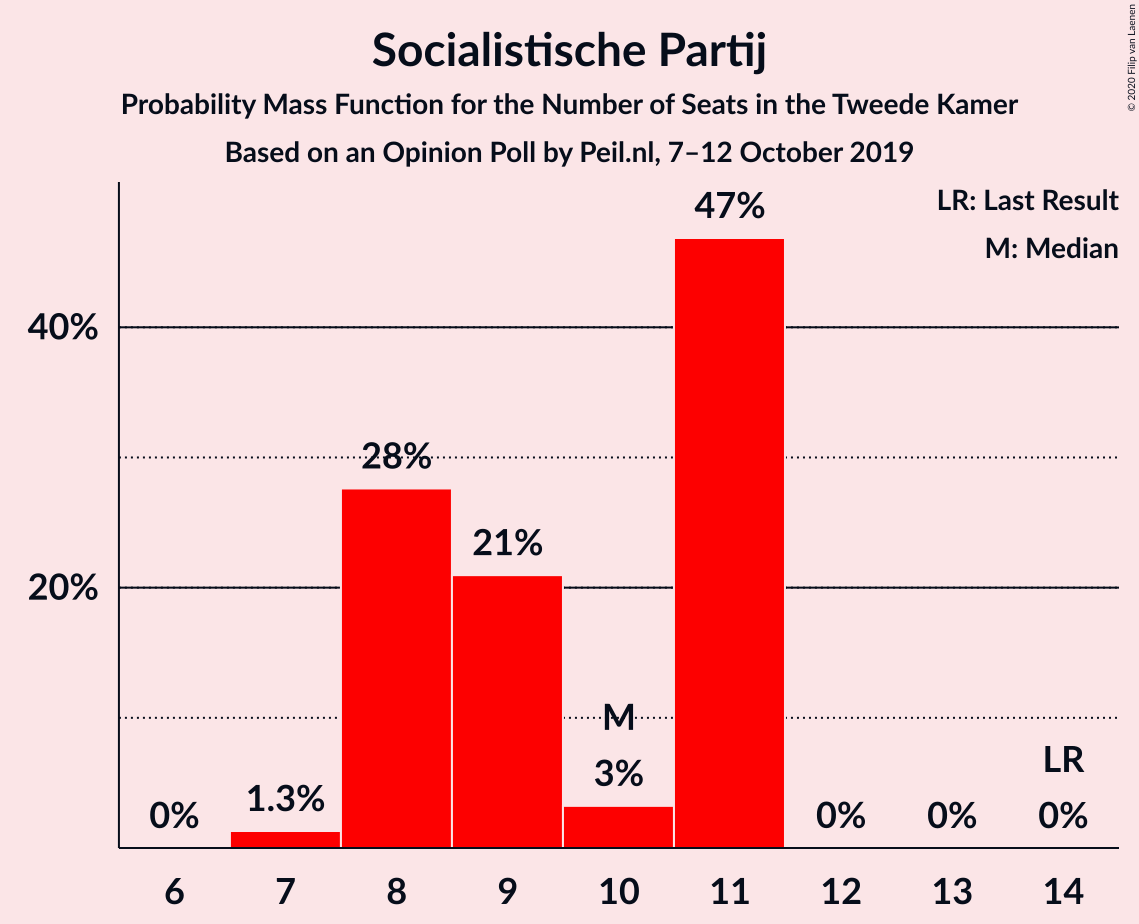 Socialistische Partij
Probability Mass Function for the Number of Seats in the Tweede Kamer
Based on an Opinion Poll by Peil.nl, 7–12 October 2019
© 2020 Filip van Laenen
LR: Last Result
M: Median
47%
40%
28%
21%
20%
M
3%
LR
1.3%
0%
0%
0%
0%
6 7 8 9 10 11 12 13 14